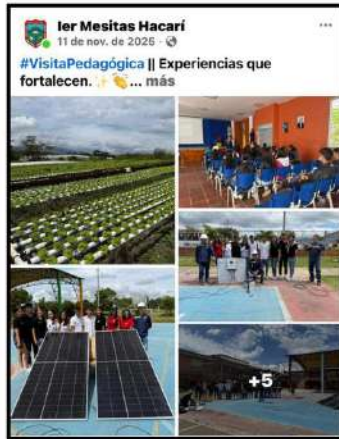 Ier Mesitas Hacarí
11 de nov. de 2025 ·
#VisitaPedagógica || Experiencias que
fortalecen. ✨👏... más
+5